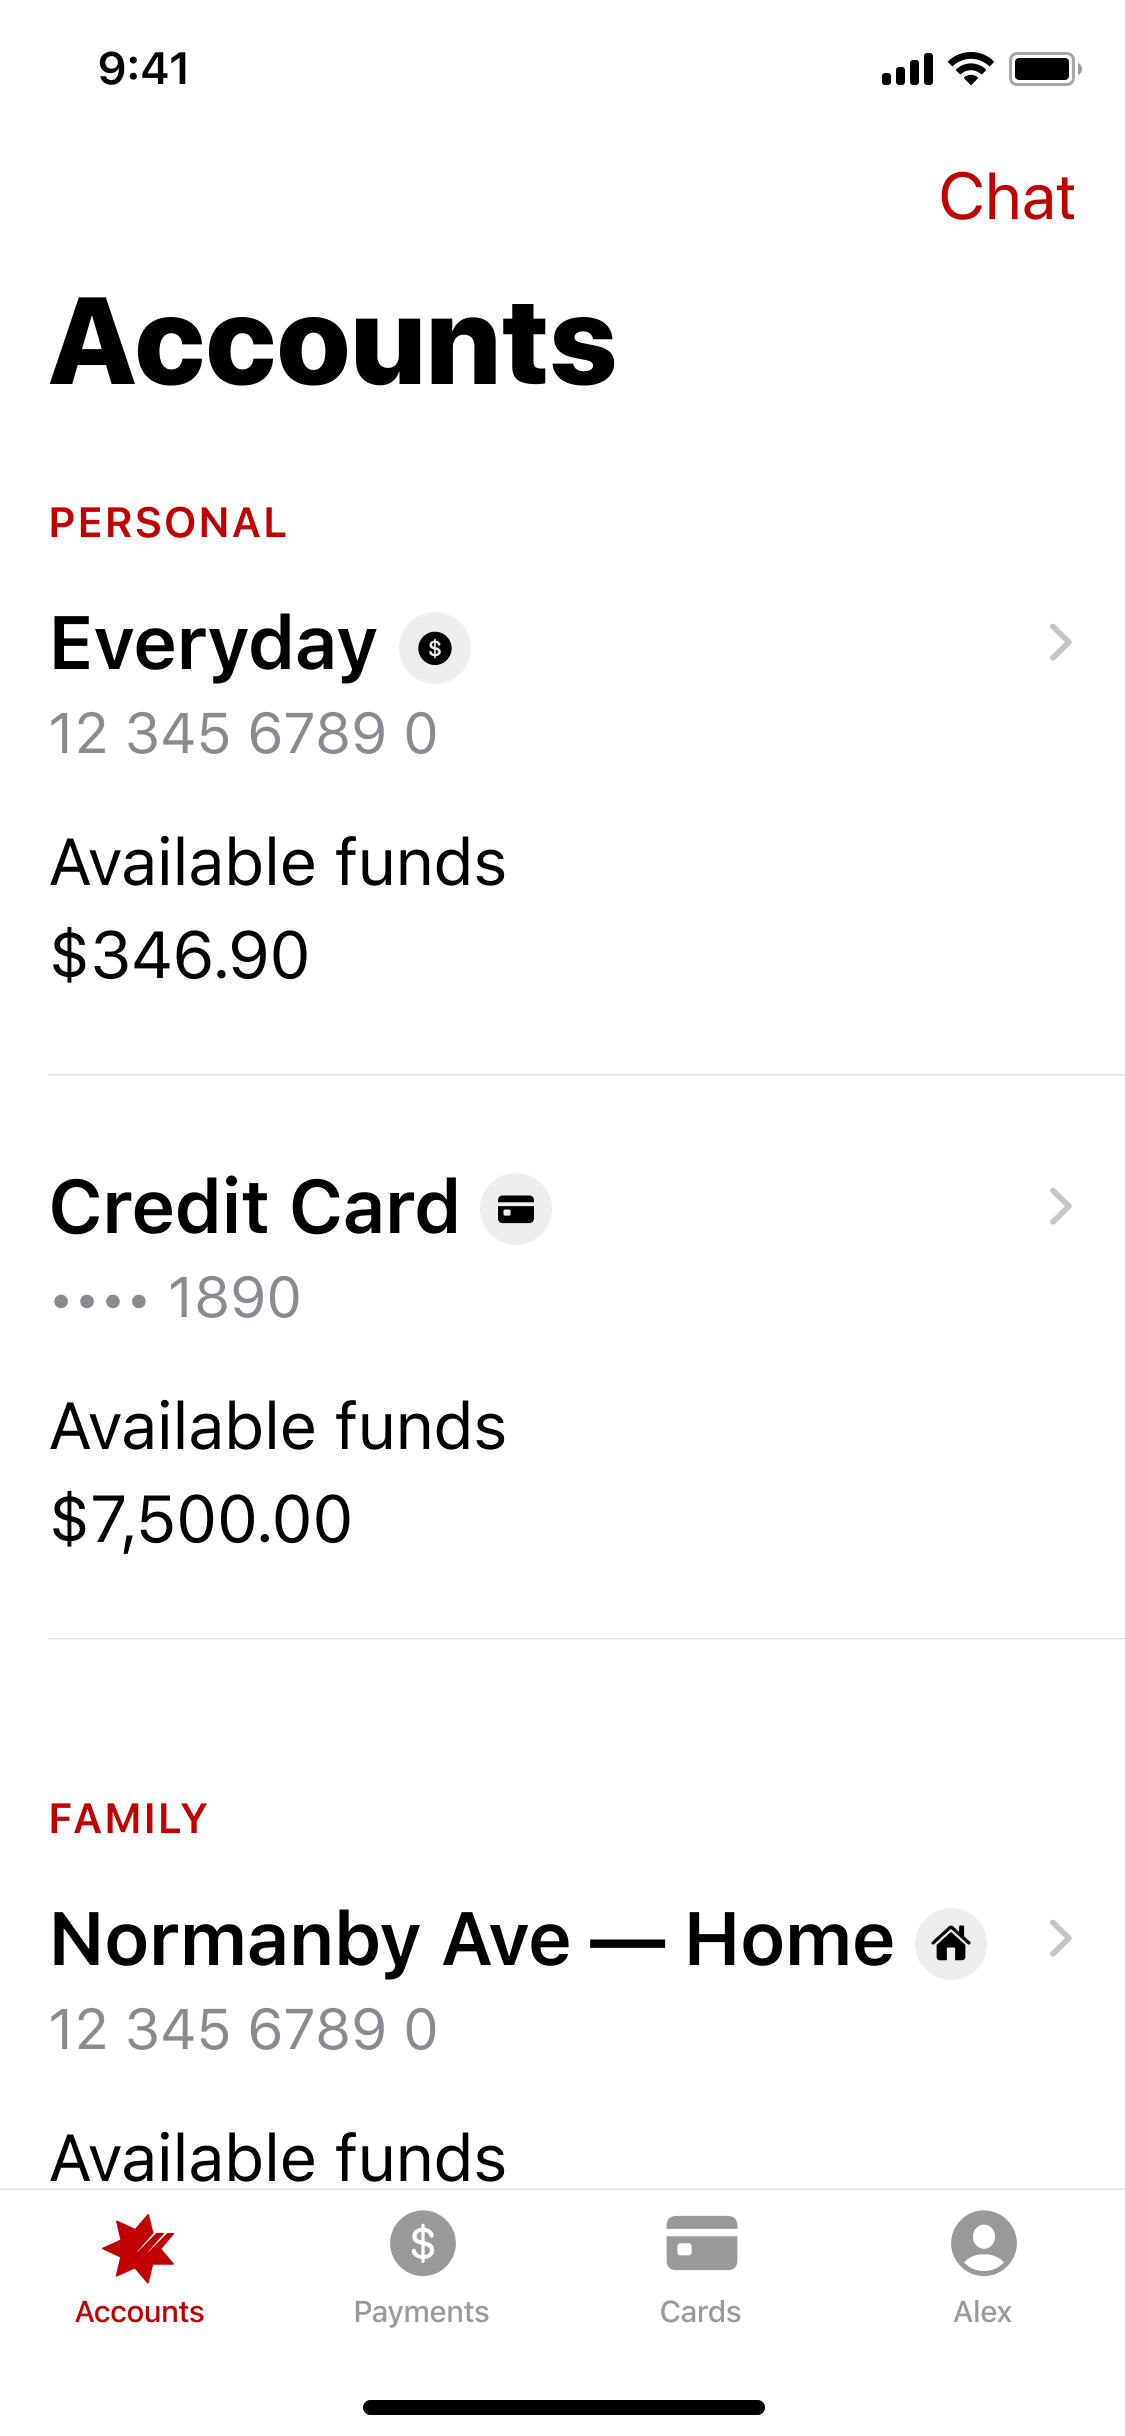 9:41
Chat
Accounts
PERSONAL
Everyday
12 345 6789 0
Available funds
$346.90
Credit Card
•••• 1890
Available funds
$7,500.00
FAMILY
Normanby Ave — Home
12 345 6789 0
Available funds
Accounts
Payments
Cards
Alex